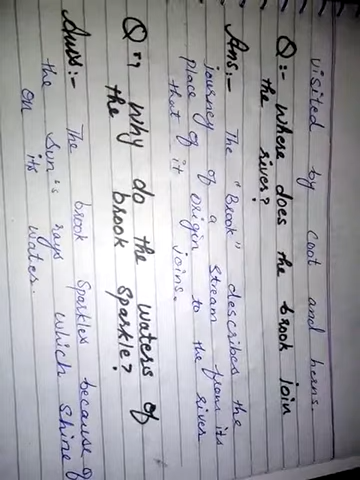 visited by coot and herns.
Q:- where does the brook join
the river?
Ans:- The "Brook" describes the
journey of a stream from its
place of origin to the river
that it joins.
Q:- why do the waters of
the brook sparkle?
Ans:- The brook sparkles because of
the Sun's rays which shine
on its water.